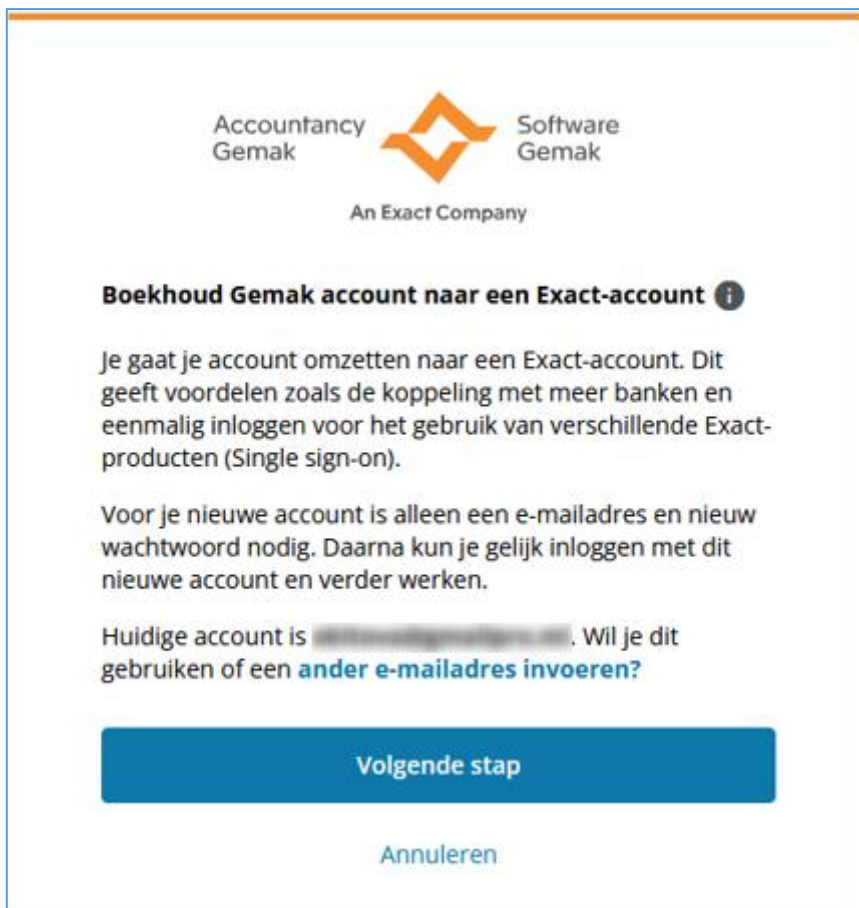 Accountancy Gemak
Software Gemak
An Exact Company
Boekhoud Gemak account naar een Exact-account
Je gaat je account omzetten naar een Exact-account. Dit
geeft voordelen zoals de koppeling met meer banken en
eenmalig inloggen voor het gebruik van verschillende Exact-
producten (Single sign-on).
Voor je nieuwe account is alleen een e-mailadres en nieuw
wachtwoord nodig. Daarna kun je gelijk inloggen met dit
nieuwe account en verder werken.
Huidige account is . Wil je dit
gebruiken of een ander e-mailadres invoeren?
Volgende stap
Annuleren